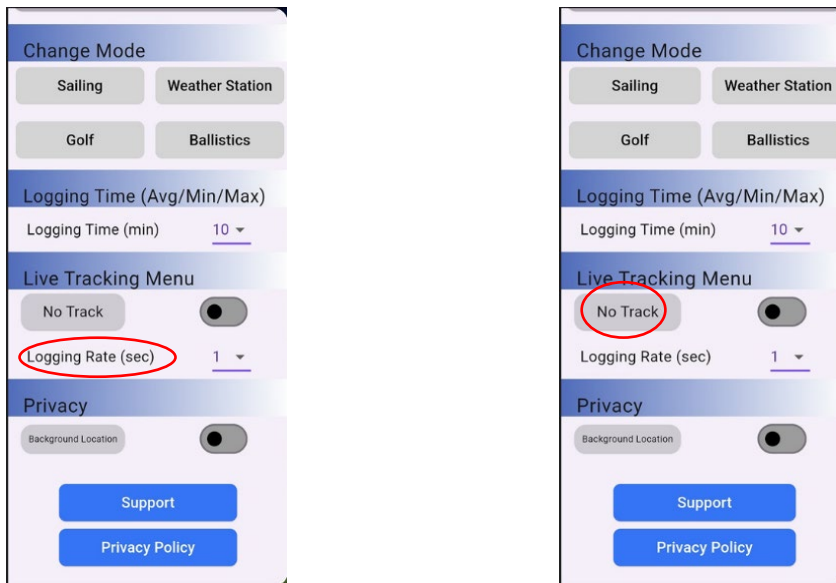 Change Mode
Sailing Weather Station
Golf Ballistics
Logging Time (Avg/Min/Max)
Logging Time (min) 10
Live Tracking Menu
No Track
Logging Rate (sec) 1
Privacy
Background Location
Support
Privacy Policy
Change Mode
Sailing Weather Station
Golf Ballistics
Logging Time (Avg/Min/Max)
Logging Time (min) 10
Live Tracking Menu
No Track
Logging Rate (sec) 1
Privacy
Background Location
Support
Privacy Policy